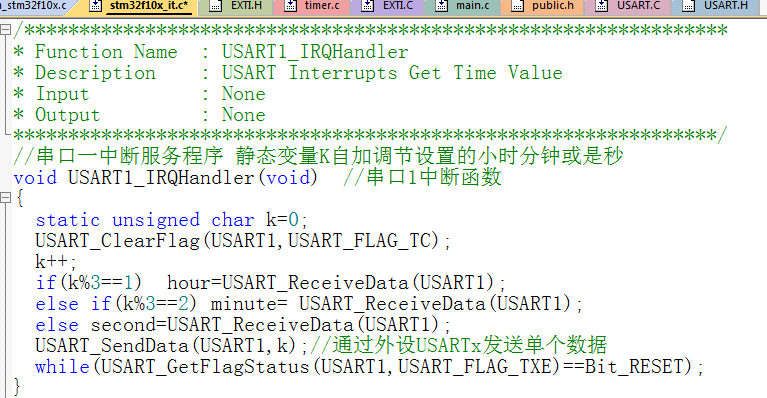 _stm32f10x.c stm32f10x_it.c* EXTI.H timer.c EXTI.C main.c public.h USART.C USART.H
/****************************************************************
* Function Name  : USART1_IRQHandler
* Description    : USART Interrupts Get Time Value
* Input          : None
* Output         : None
****************************************************************/
//串口一中断服务程序 静态变量K自加调节设置的小时分钟或是秒
void USART1_IRQHandler(void)  //串口1中断函数
{
  static unsigned char k=0;
  USART_ClearFlag(USART1,USART_FLAG_TC);
  k++;
  if(k%3==1)  hour=USART_ReceiveData(USART1);
  else if(k%3==2) minute= USART_ReceiveData(USART1);
  else second=USART_ReceiveData(USART1);
  USART_SendData(USART1,k);//通过外设USARTx发送单个数据
  while(USART_GetFlagStatus(USART1,USART_FLAG_TXE)==Bit_RESET);
}